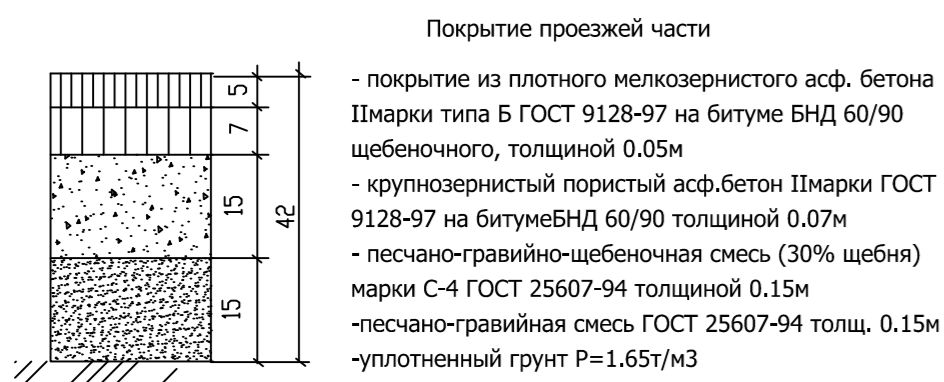 Покрытие проезжей части
- покрытие из плотного мелкозернистого асф. бетона
IIмарки типа Б ГОСТ 9128-97 на битуме БНД 60/90
щебеночного, толщиной 0.05м
- крупнозернистый пористый асф.бетон IIмарки ГОСТ
9128-97 на битумеБНД 60/90 толщиной 0.07м
- песчано-гравийно-щебеночная смесь (30% щебня)
марки С-4 ГОСТ 25607-94 толщиной 0.15м
-песчано-гравийная смесь ГОСТ 25607-94 толщ. 0.15м
-уплотненный грунт Р=1.65т/м3
5
7
15
15
42